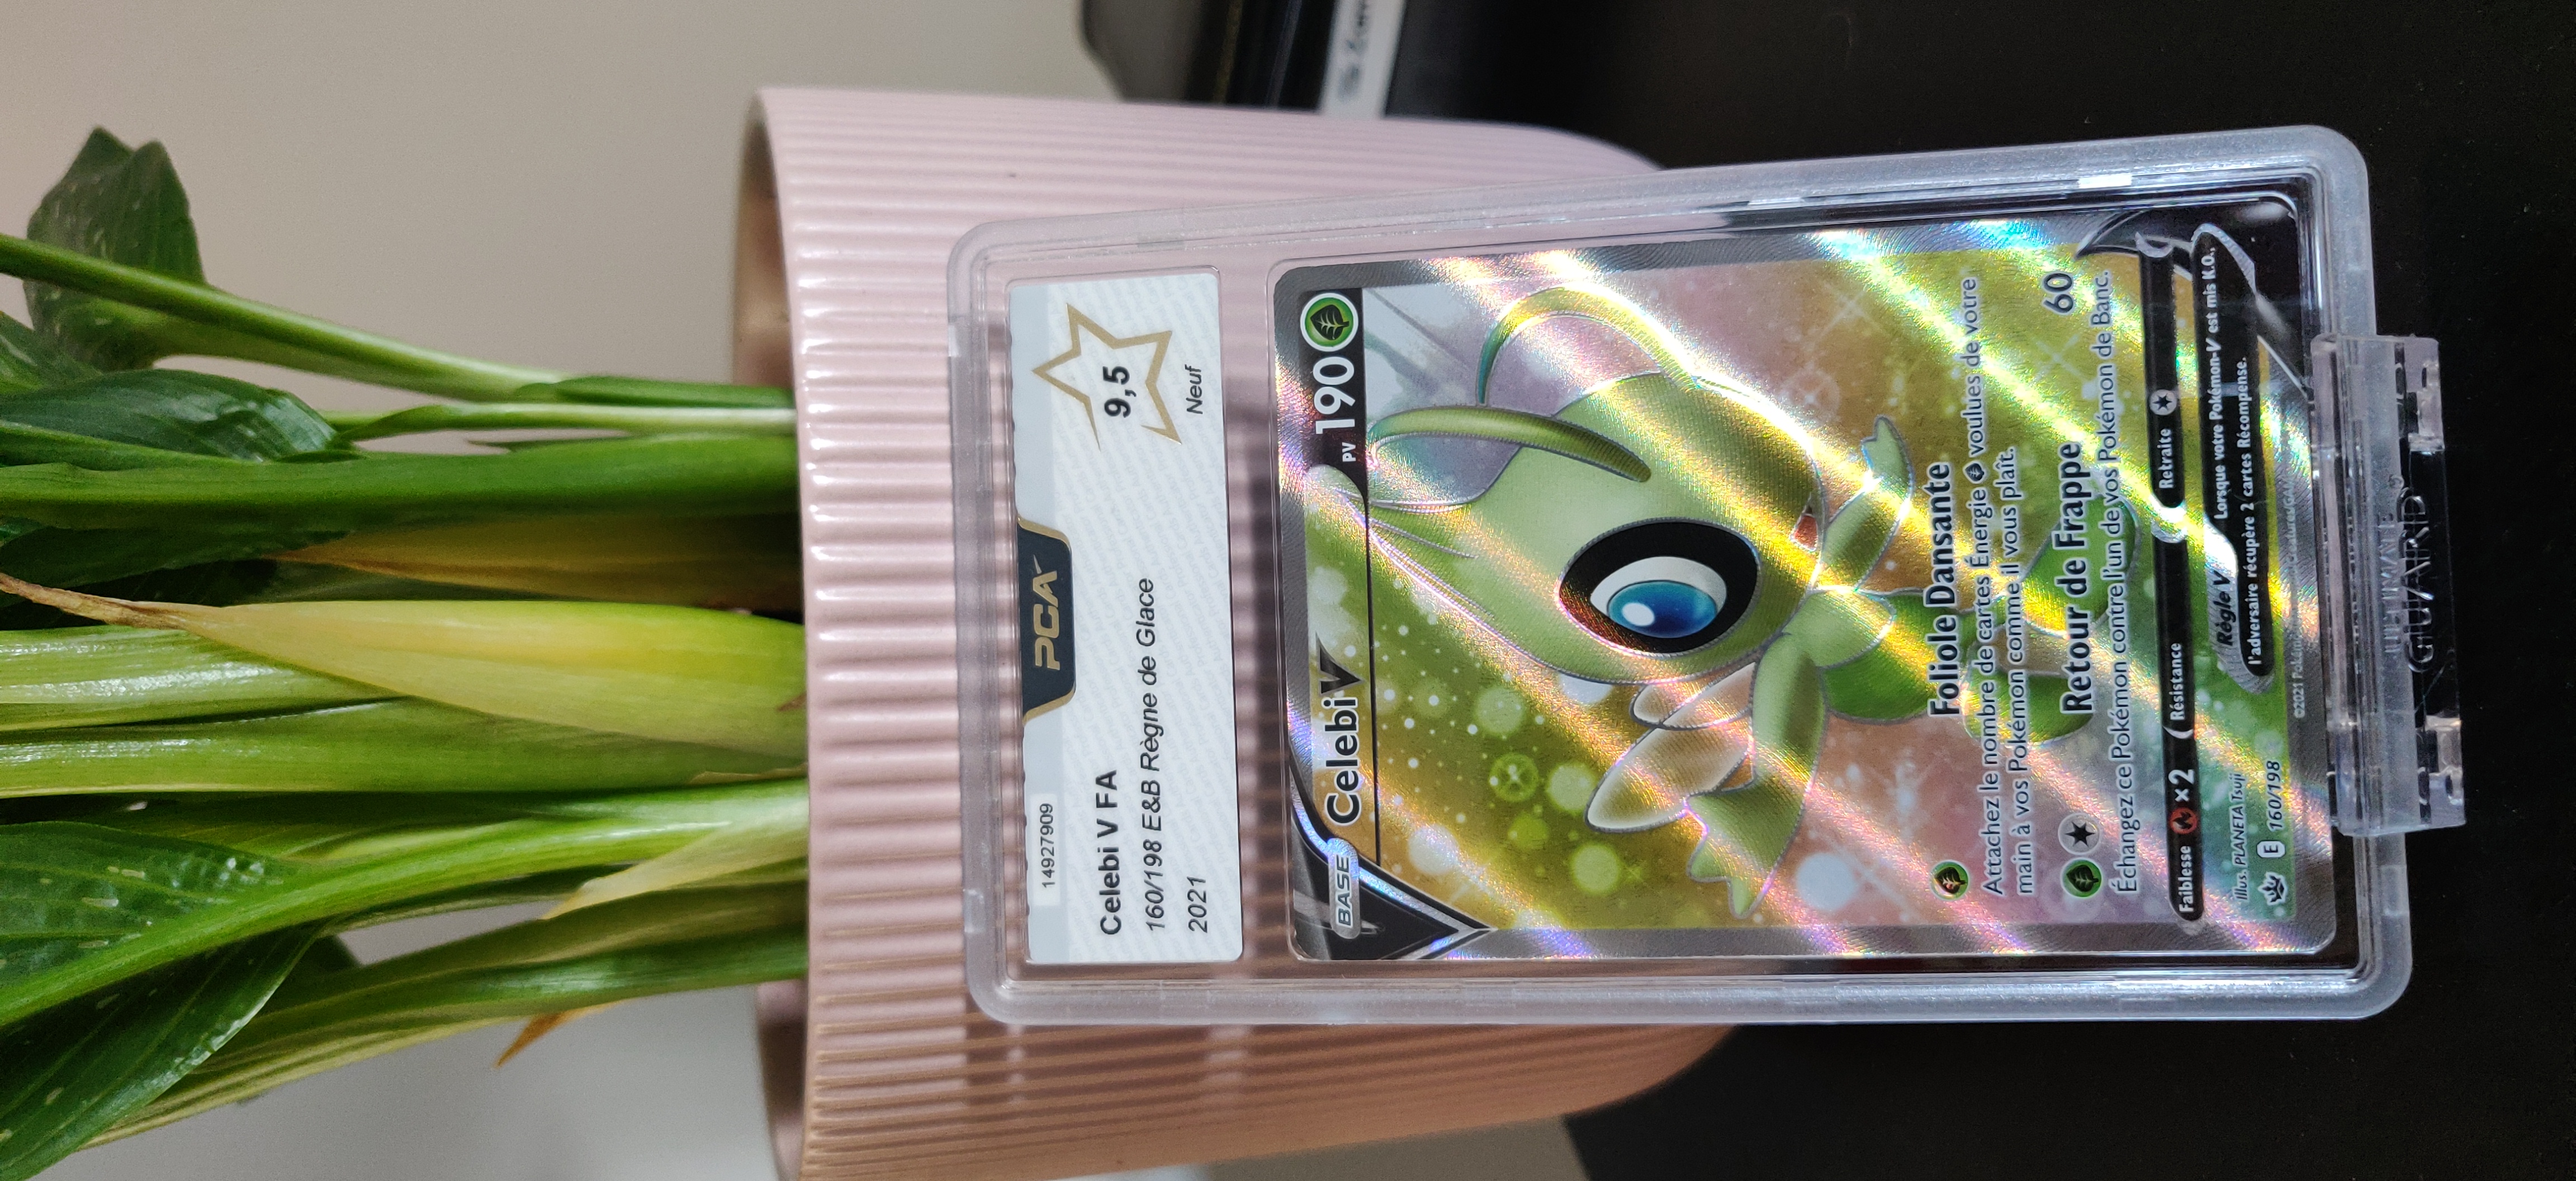 14927909
PCA
Celebi V FA
160/198 E&B Règne de Glace
2021
9,5
Neuf
BASE
Celebi V
PV 190
Foliole Dansante
Attachez le nombre de cartes Énergie voulues de votre
main à vos Pokémon comme il vous plaît.
Retour de Frappe
60
Échangez ce Pokémon contre l'un de vos Pokémon de Banc.
Faiblesse ×2
Résistance
Retraite
Règle V
Lorsque votre Pokémon-V est mis K.O.,
l'adversaire récupère 2 cartes Récompense.
Illus. PLANETA Tsuji
E 160/198
©2021
ULTIMATE
GUARD®